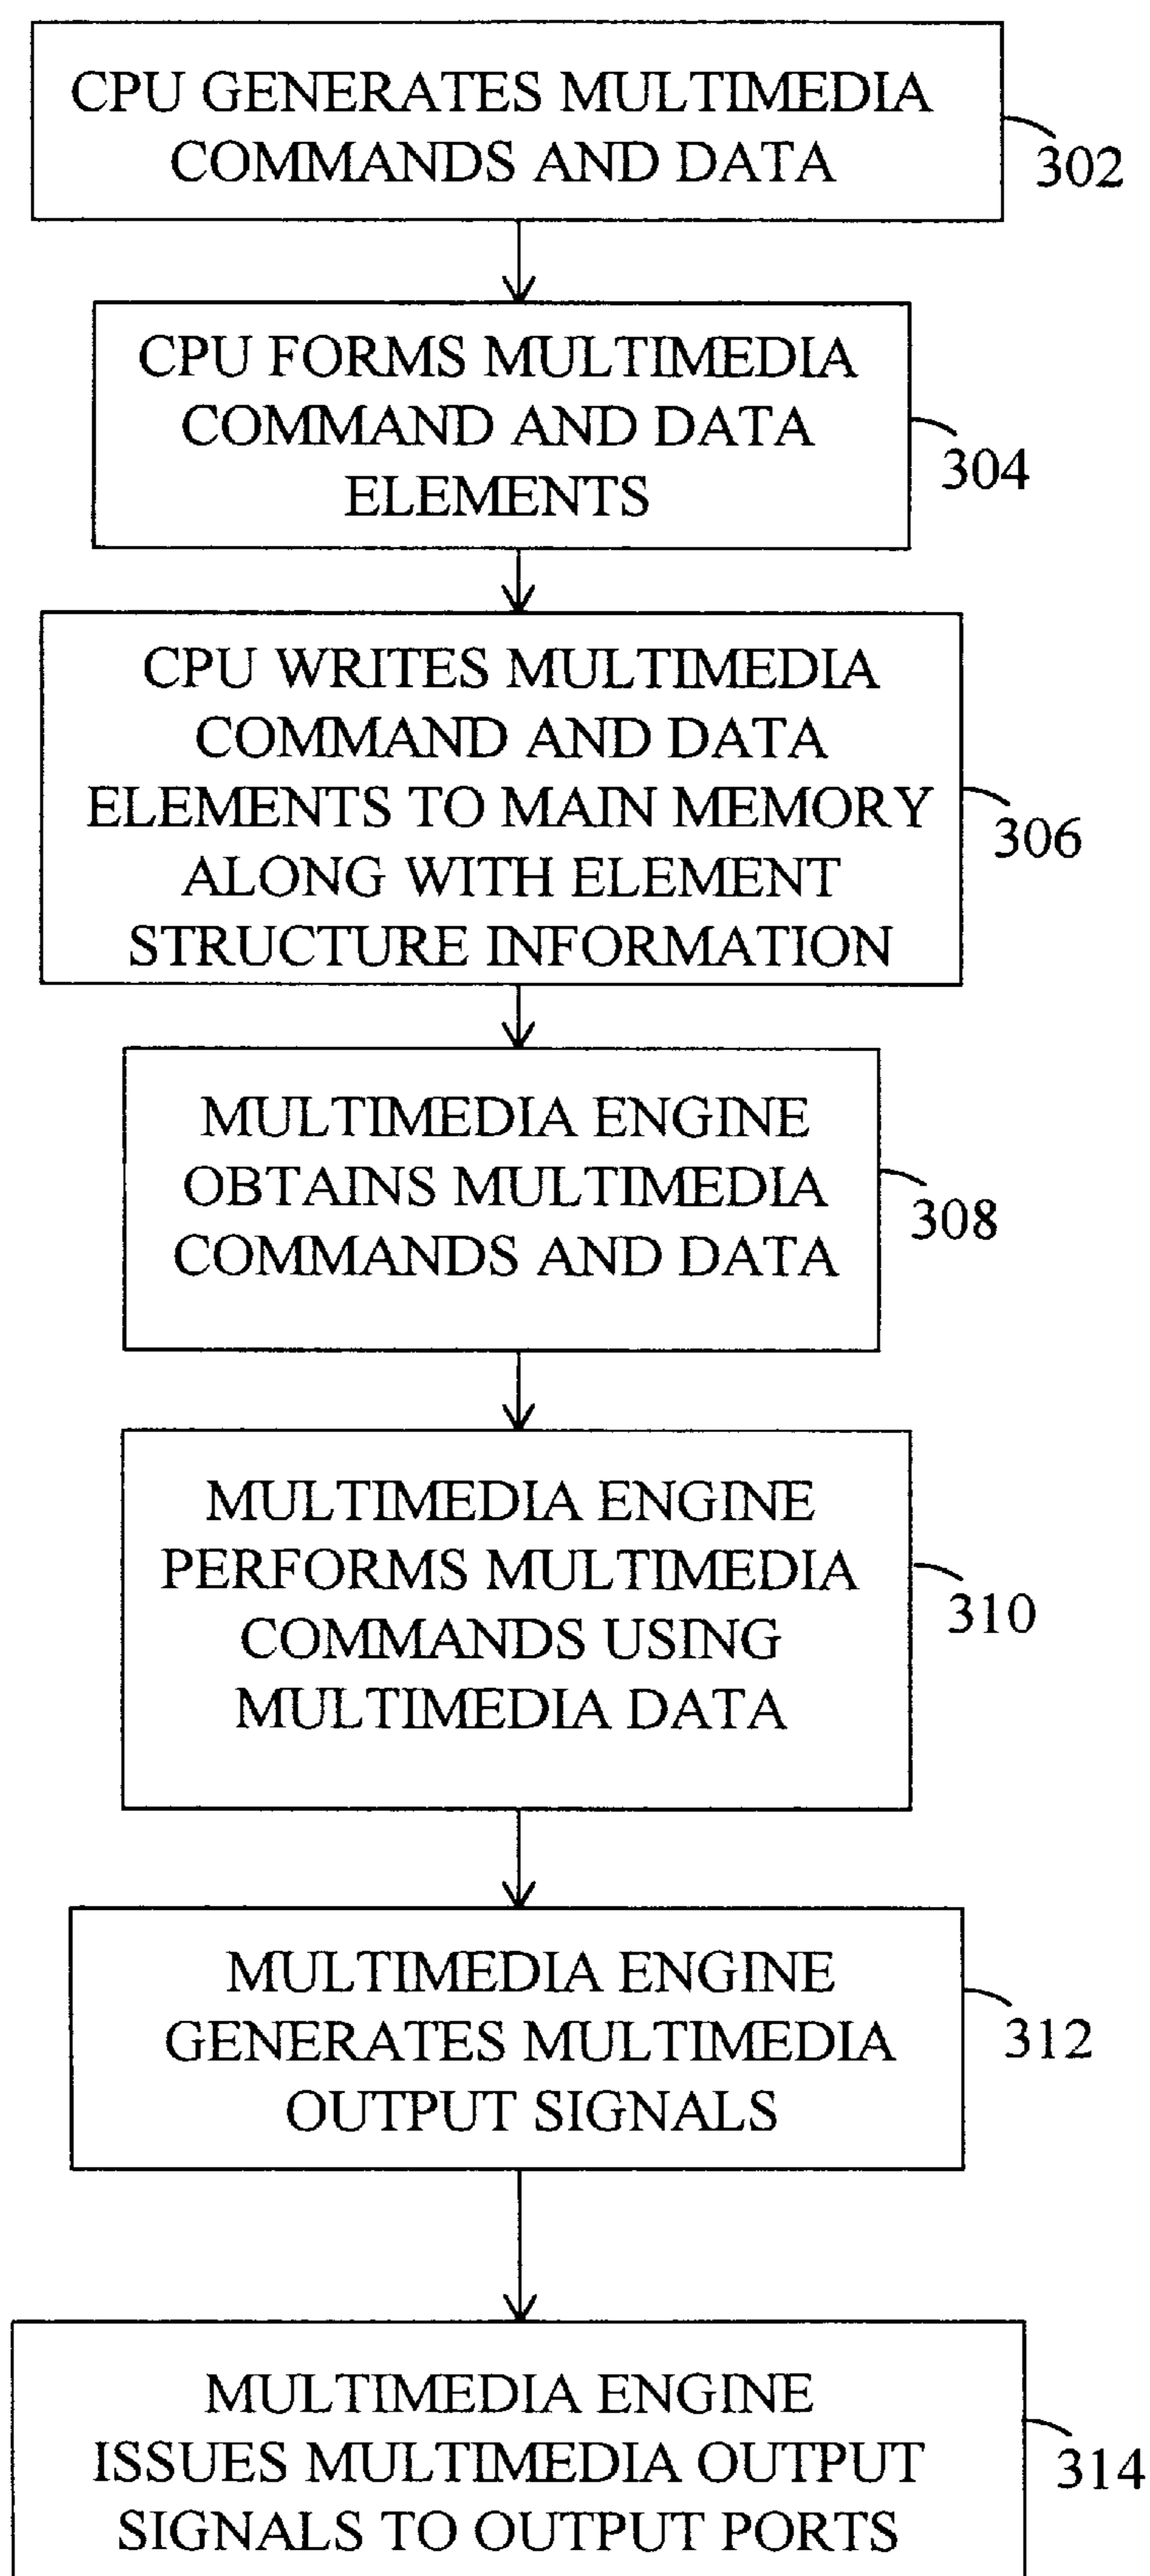 CPU GENERATES MULTIMEDIA
COMMANDS AND DATA
302
CPU FORMS MULTIMEDIA
COMMAND AND DATA
ELEMENTS
304
CPU WRITES MULTIMEDIA
COMMAND AND DATA
ELEMENTS TO MAIN MEMORY
ALONG WITH ELEMENT
STRUCTURE INFORMATION
306
MULTIMEDIA ENGINE
OBTAINS MULTIMEDIA
COMMANDS AND DATA
308
MULTIMEDIA ENGINE
PERFORMS MULTIMEDIA
COMMANDS USING
MULTIMEDIA DATA
310
MULTIMEDIA ENGINE
GENERATES MULTIMEDIA
OUTPUT SIGNALS
312
MULTIMEDIA ENGINE
ISSUES MULTIMEDIA OUTPUT
SIGNALS TO OUTPUT PORTS
314